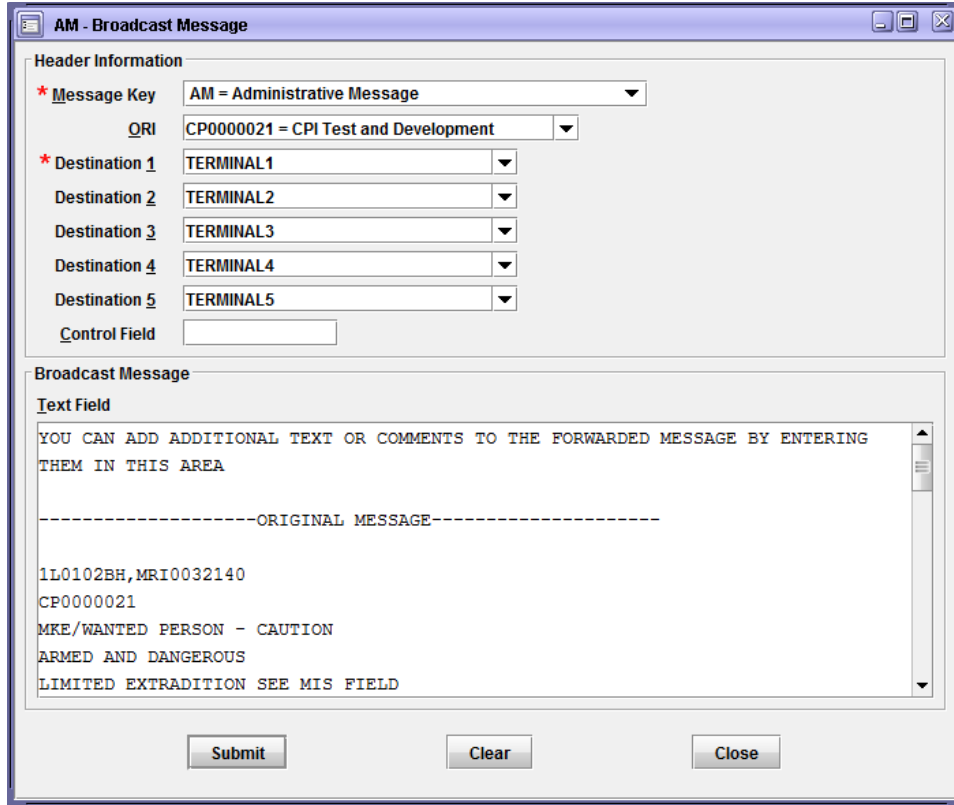 AM - Broadcast Message
Header Information
* Message Key AM = Administrative Message
ORI CP0000021 = CPI Test and Development
* Destination 1 TERMINAL1
Destination 2 TERMINAL2
Destination 3 TERMINAL3
Destination 4 TERMINAL4
Destination 5 TERMINAL5
Control Field
Broadcast Message
Text Field
YOU CAN ADD ADDITIONAL TEXT OR COMMENTS TO THE FORWARDED MESSAGE BY ENTERING
THEM IN THIS AREA
--------------------ORIGINAL MESSAGE---------------------
1L0102BH,MRI0032140
CP0000021
MKE/WANTED PERSON - CAUTION
ARMED AND DANGEROUS
LIMITED EXTRADITION SEE MIS FIELD
Submit Clear Close